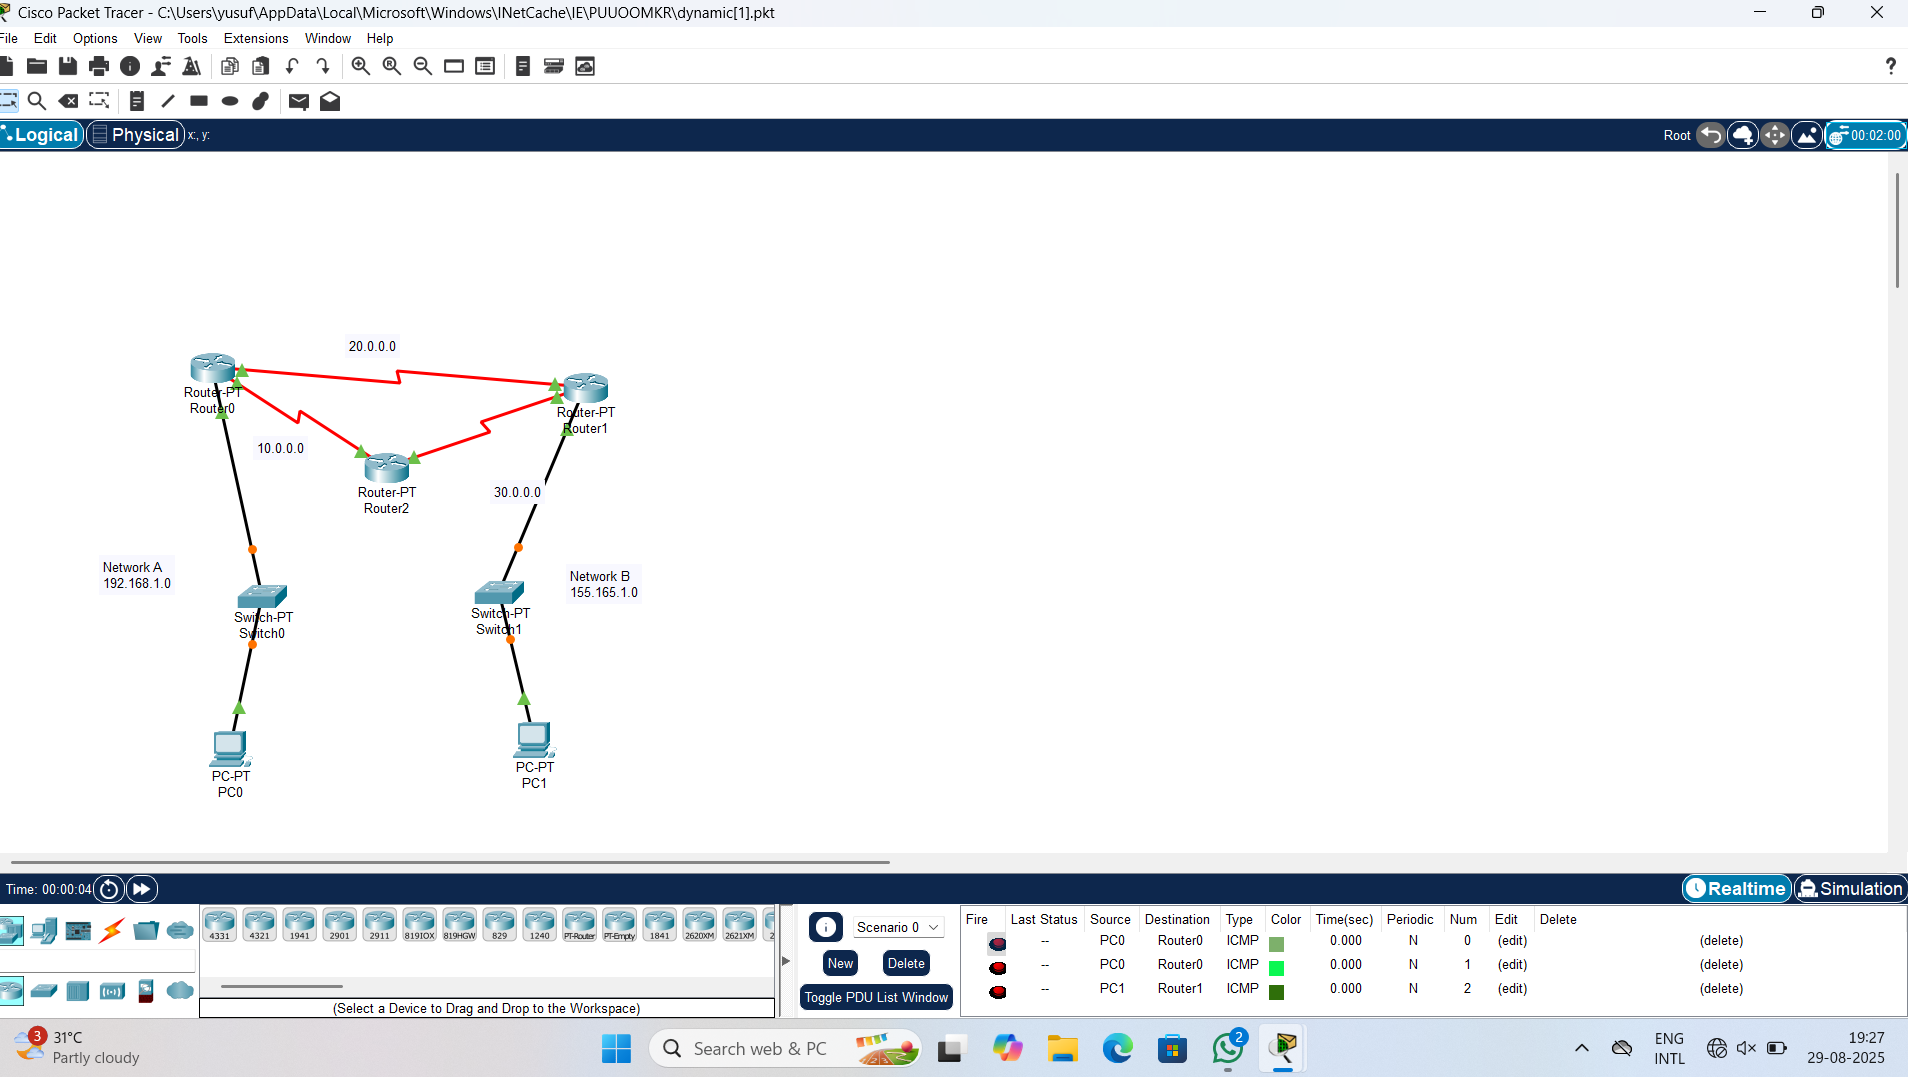 Cisco Packet Tracer - C:\Users\yusuf\AppData\Local\Microsoft\Windows\INetCache\IE\PUUOOMKR\dynamic[1].pkt
File Edit Options View Tools Extensions Window Help
Logical Physical x:, y: Root 00:02:00
20.0.0.0
Router-PT
Router0
Router-PT
Router1
10.0.0.0
Router-PT
Router2
30.0.0.0
Network A
192.168.1.0
Network B
155.165.1.0
Switch-PT
Switch0
Switch-PT
Switch1
PC-PT
PC0
PC-PT
PC1
Time: 00:00:04 Realtime Simulation
4331 4321 1941 2901 2911 819IOX 819HGW 829 1240 PT-Router PT-Empty 1841 2620XM 2621XM 2
(Select a Device to Drag and Drop to the Workspace)
Scenario 0
New Delete
Toggle PDU List Window
Fire Last Status Source Destination Type Color Time(sec) Periodic Num Edit Delete
-- PC0 Router0 ICMP 0.000 N 0 (edit) (delete)
-- PC0 Router0 ICMP 0.000 N 1 (edit) (delete)
-- PC1 Router1 ICMP 0.000 N 2 (edit) (delete)
3
31°C
Partly cloudy
Search web & PC
2
ENG
INTL
19:27
29-08-2025